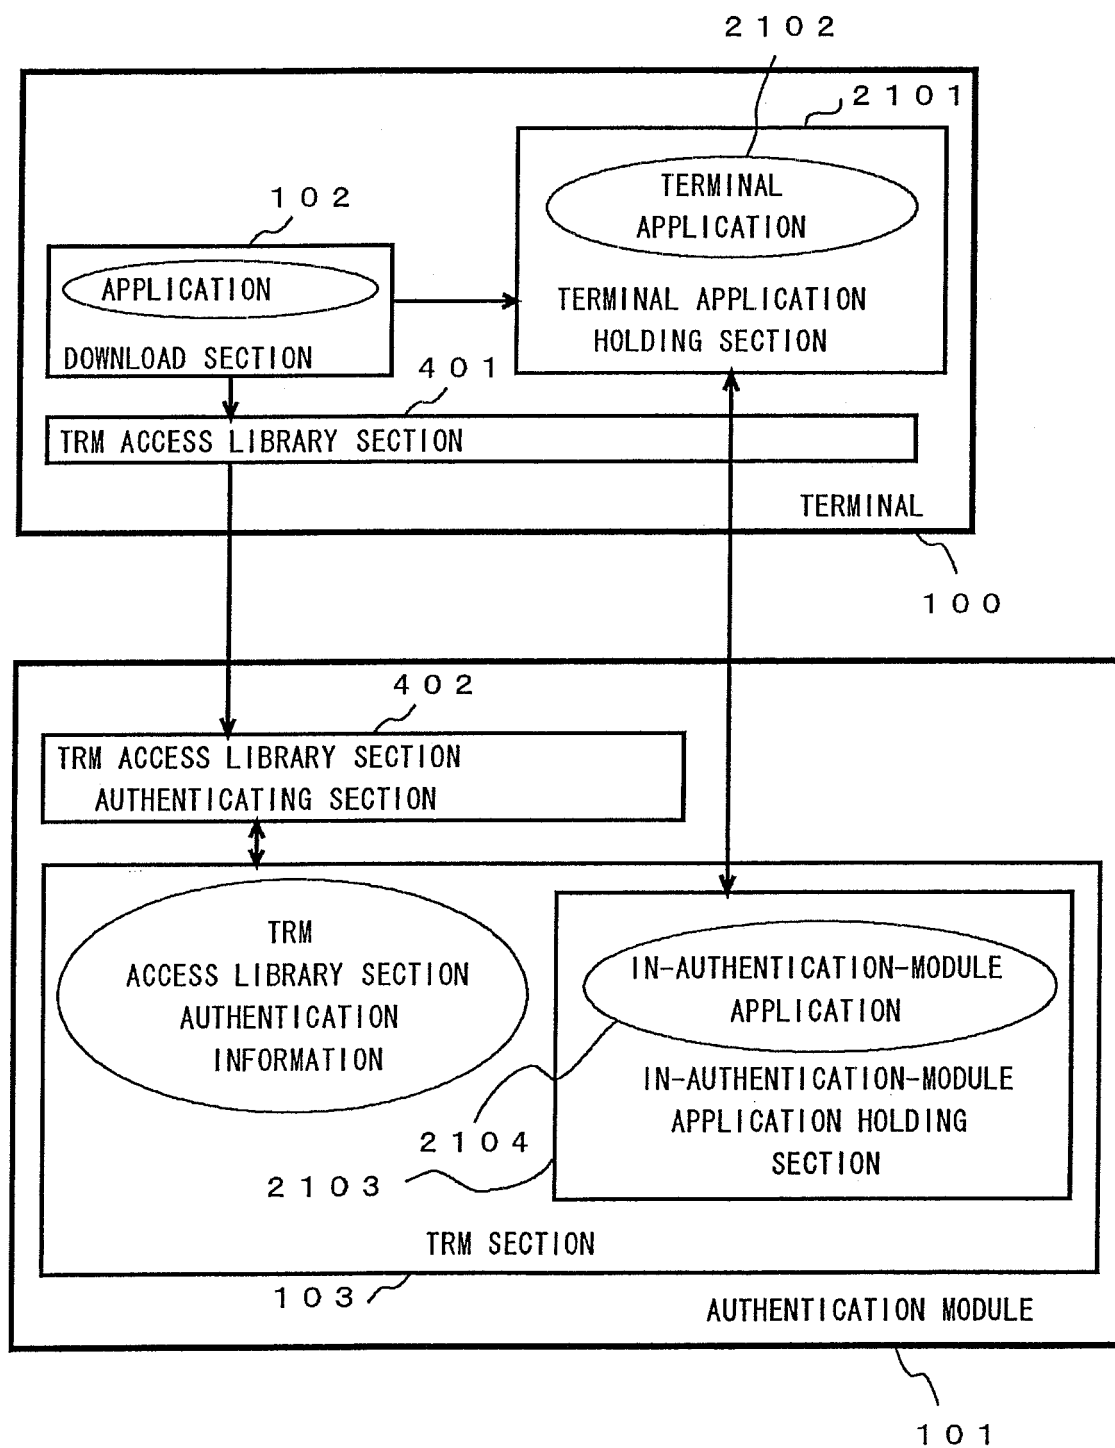 2102
2101
TERMINAL
APPLICATION
102
APPLICATION
TERMINAL APPLICATION
HOLDING SECTION
DOWNLOAD SECTION
401
TRM ACCESS LIBRARY SECTION
TERMINAL
100
402
TRM ACCESS LIBRARY SECTION
AUTHENTICATING SECTION
TRM
ACCESS LIBRARY SECTION
AUTHENTICATION
INFORMATION
IN-AUTHENTICATION-MODULE
APPLICATION
IN-AUTHENTICATION-MODULE
APPLICATION HOLDING
SECTION
2104
2103
TRM SECTION
103
AUTHENTICATION MODULE
101